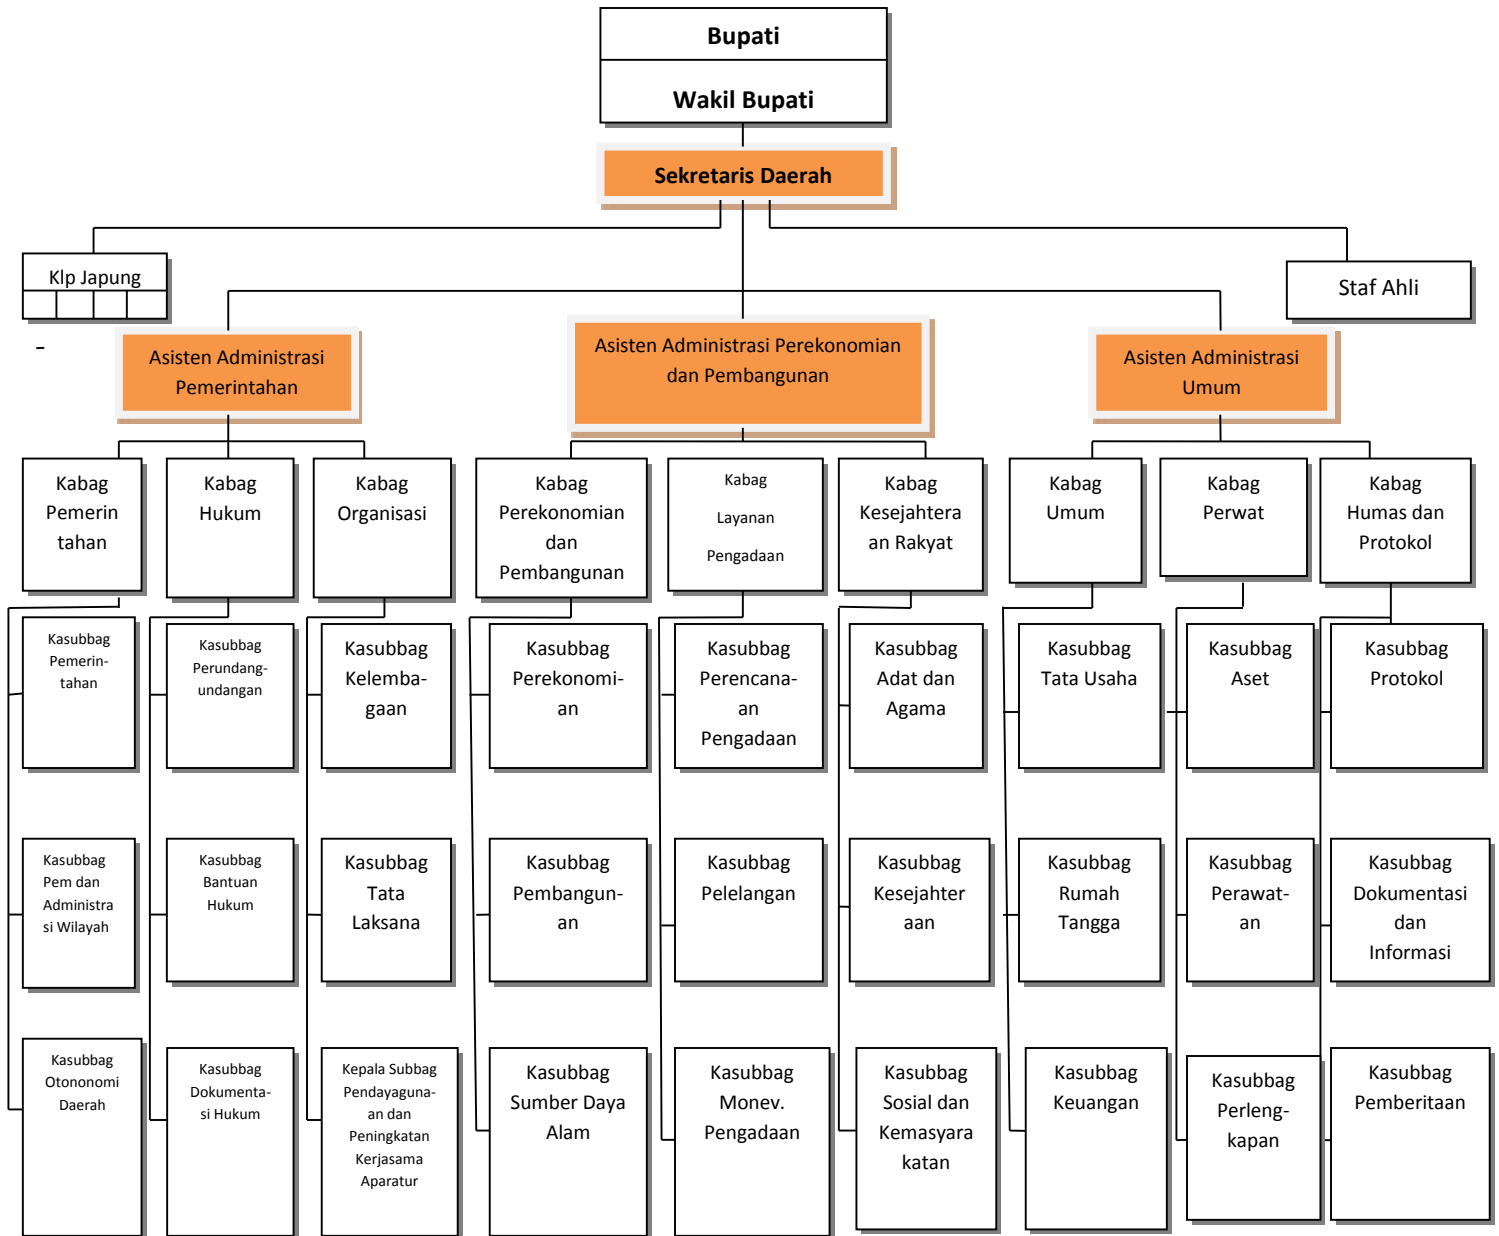 Bupati
Wakil Bupati
Sekretaris Daerah
Klp Japung
Staf Ahli
–
Asisten Administrasi
Pemerintahan
Asisten Administrasi Perekonomian
dan Pembangunan
Asisten Administrasi
Umum
Kabag
Pemerin
tahan
Kabag
Hukum
Kabag
Organisasi
Kabag
Perekonomian
dan
Pembangunan
Kabag
Layanan
Pengadaan
Kabag
Kesejahtera
an Rakyat
Kabag
Umum
Kabag
Perwat
Kabag
Humas dan
Protokol
Kasubbag
Pemerin-
tahan
Kasubbag
Perundang-
undangan
Kasubbag
Kelemba-
gaan
Kasubbag
Perekonomi-
an
Kasubbag
Perencana-
an
Pengadaan
Kasubbag
Adat dan
Agama
Kasubbag
Tata Usaha
Kasubbag
Aset
Kasubbag
Protokol
Kasubbag
Pem dan
Administra
si Wilayah
Kasubbag
Bantuan
Hukum
Kasubbag
Tata
Laksana
Kasubbag
Pembangun-
an
Kasubbag
Pelelangan
Kasubbag
Kesejahter
aan
Kasubbag
Rumah
Tangga
Kasubbag
Perawat-
an
Kasubbag
Dokumentasi
dan
Informasi
Kasubbag
Otononomi
Daerah
Kasubbag
Dokumenta-
si Hukum
Kepala Subbag
Pendayaguna-
an dan
Peningkatan
Kerjasama
Aparatur
Kasubbag
Sumber Daya
Alam
Kasubbag
Monev.
Pengadaan
Kasubbag
Sosial dan
Kemasyara
katan
Kasubbag
Keuangan
Kasubbag
Perleng-
kapan
Kasubbag
Pemberitaan